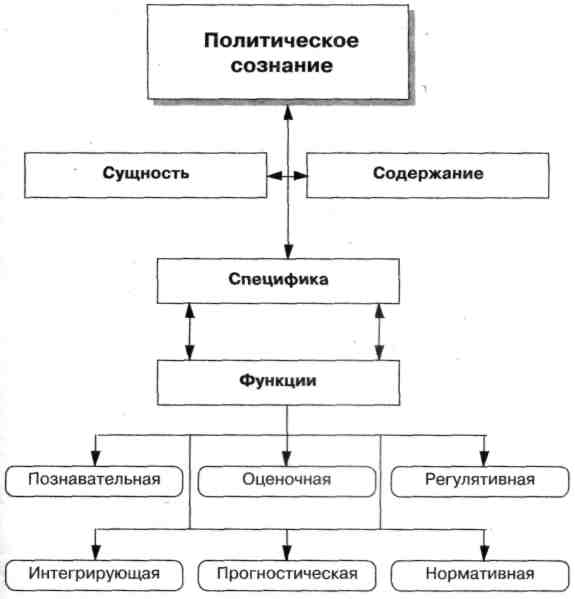 Политическое
сознание
Сущность
Содержание
Специфика
Функции
Познавательная
Оценочная
Регулятивная
Интегрирующая
Прогностическая
Нормативная